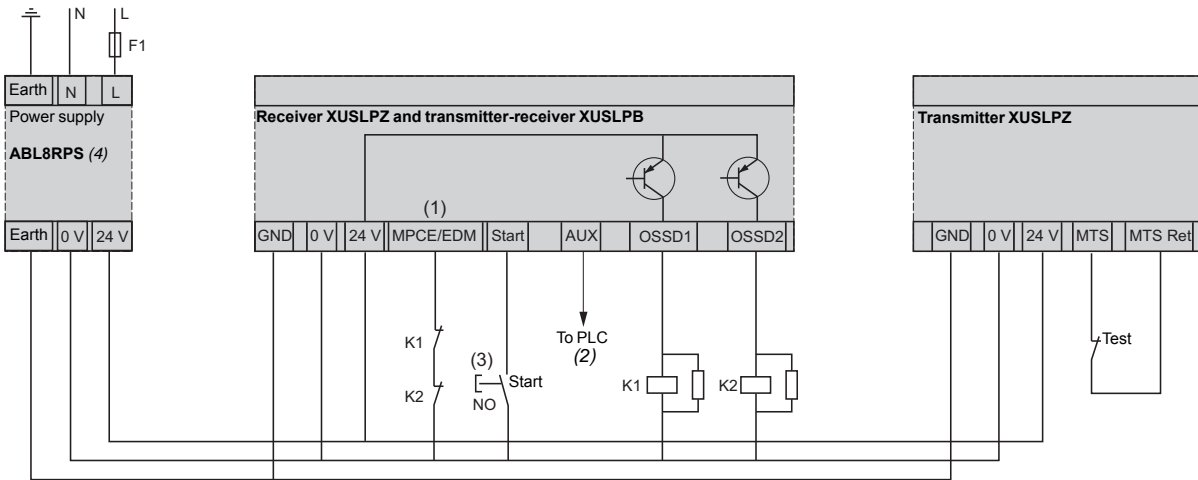 N L
F1
Earth N L
Power supply
ABL8RPS (4)
Earth 0 V 24 V
Receiver XUSLPZ and transmitter-receiver XUSLPB
(1)
GND 0 V 24 V MPCE/EDM Start AUX OSSD1 OSSD2
Transmitter XUSLPZ
GND 0 V 24 V MTS MTS Ret
K1
K2
(3)
Start
NO
To PLC
(2)
K1
K2
Test